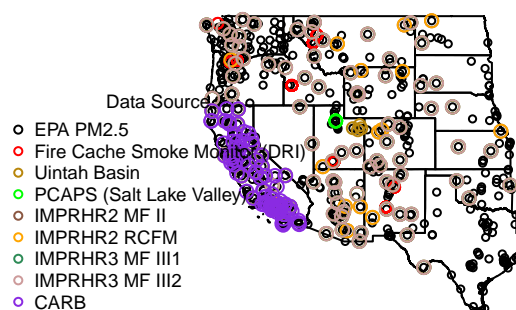 Data Source
EPA PM2.5
Fire Cache Smoke Monitor (DRI)
Uintah Basin
PCAPS (Salt Lake Valley)
IMPRHR2 MF II
IMPRHR2 RCFM
IMPRHR3 MF III1
IMPRHR3 MF III2
CARB